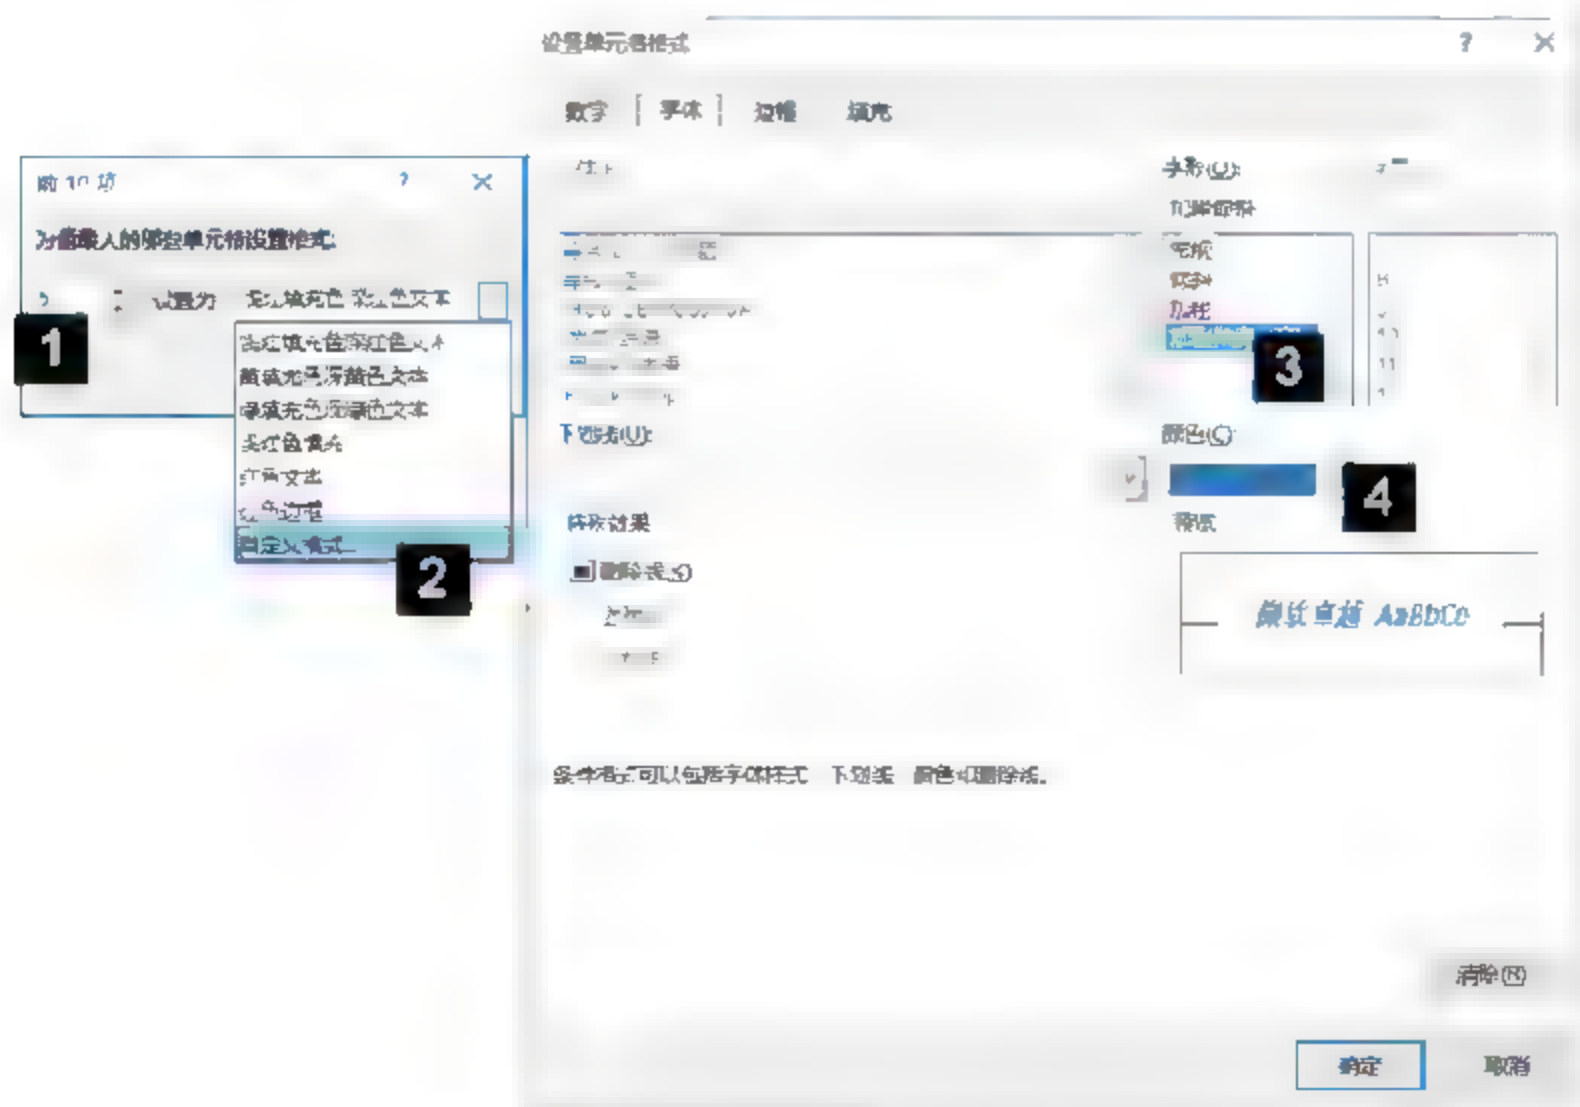 设置单元格格式
数字 字体 边框 填充
前 10 项
为值最大的那些单元格设置格式:
设置为 浅红填充色深红色文本
1
浅红填充色深红色文本
黄填充色深黄色文本
绿填充色深绿色文本
浅红色填充
红色文本
红色边框
自定义格式...
2
字形(O):
加粗倾斜
常规
倾斜
加粗
3
11
下划线(U):
颜色(C):
4
特殊效果
删除线(K)
预览
微软卓越 AaBbCc
条件格式可以包括字体样式、下划线、颜色和删除线。
清除(R)
确定 取消